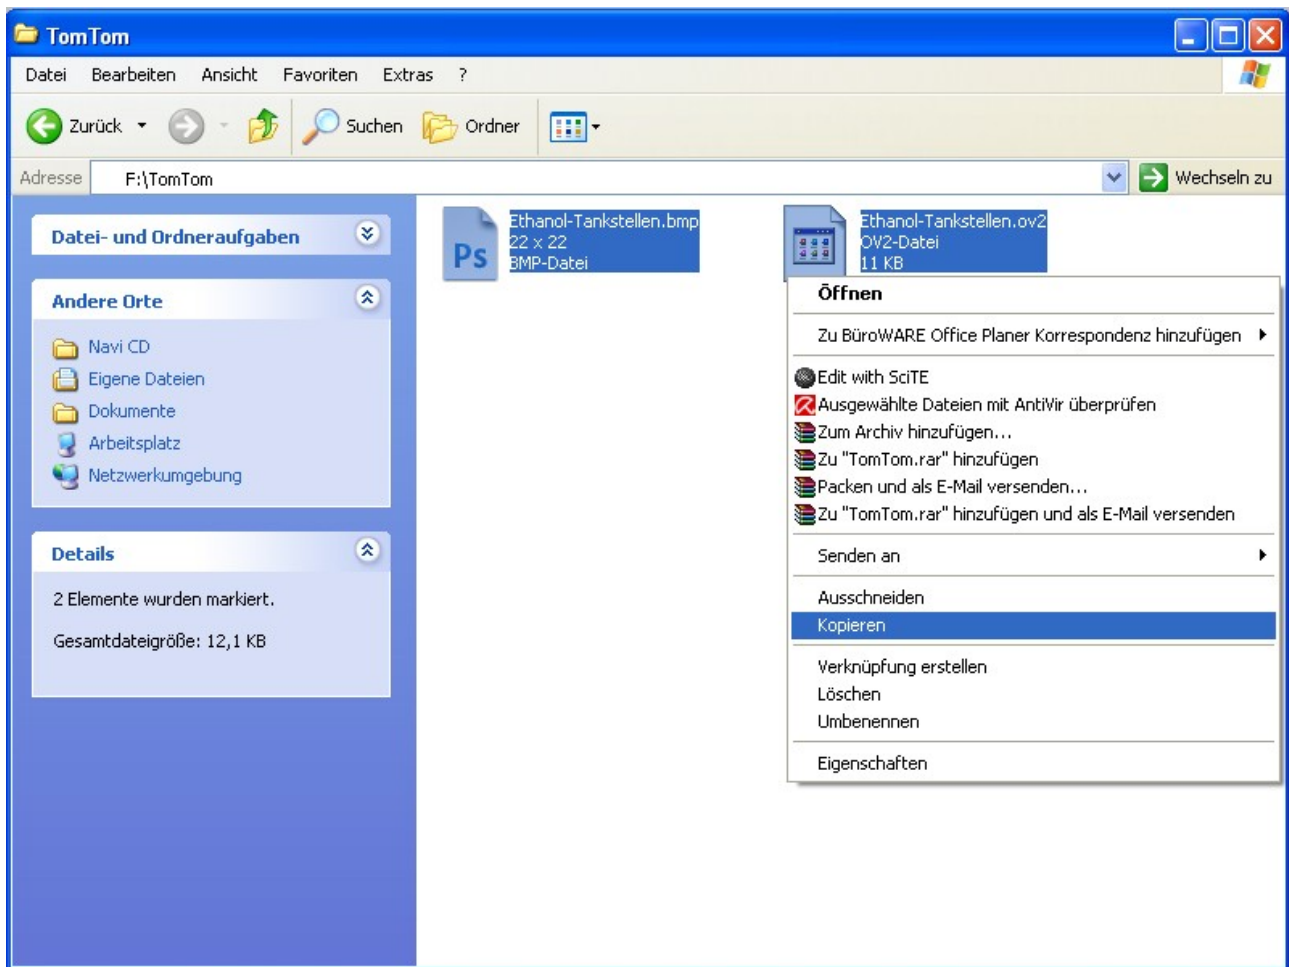 TomTom
Datei Bearbeiten Ansicht Favoriten Extras ?
Zurück Suchen Ordner
Adresse F:\TomTom Wechseln zu
Datei- und Ordneraufgaben
Andere Orte
Navi CD
Eigene Dateien
Dokumente
Arbeitsplatz
Netzwerkumgebung
Details
2 Elemente wurden markiert.
Gesamtdateigröße: 12,1 KB
Ps
Ethanol-Tankstellen.bmp
22 x 22
BMP-Datei
Ethanol-Tankstellen.ov2
OV2-Datei
11 KB
Öffnen
Zu BüroWARE Office Planer Korrespondenz hinzufügen
Edit with SciTE
Ausgewählte Dateien mit AntiVir überprüfen
Zum Archiv hinzufügen...
Zu "TomTom.rar" hinzufügen
Packen und als E-Mail versenden...
Zu "TomTom.rar" hinzufügen und als E-Mail versenden
Senden an
Ausschneiden
Kopieren
Verknüpfung erstellen
Löschen
Umbenennen
Eigenschaften